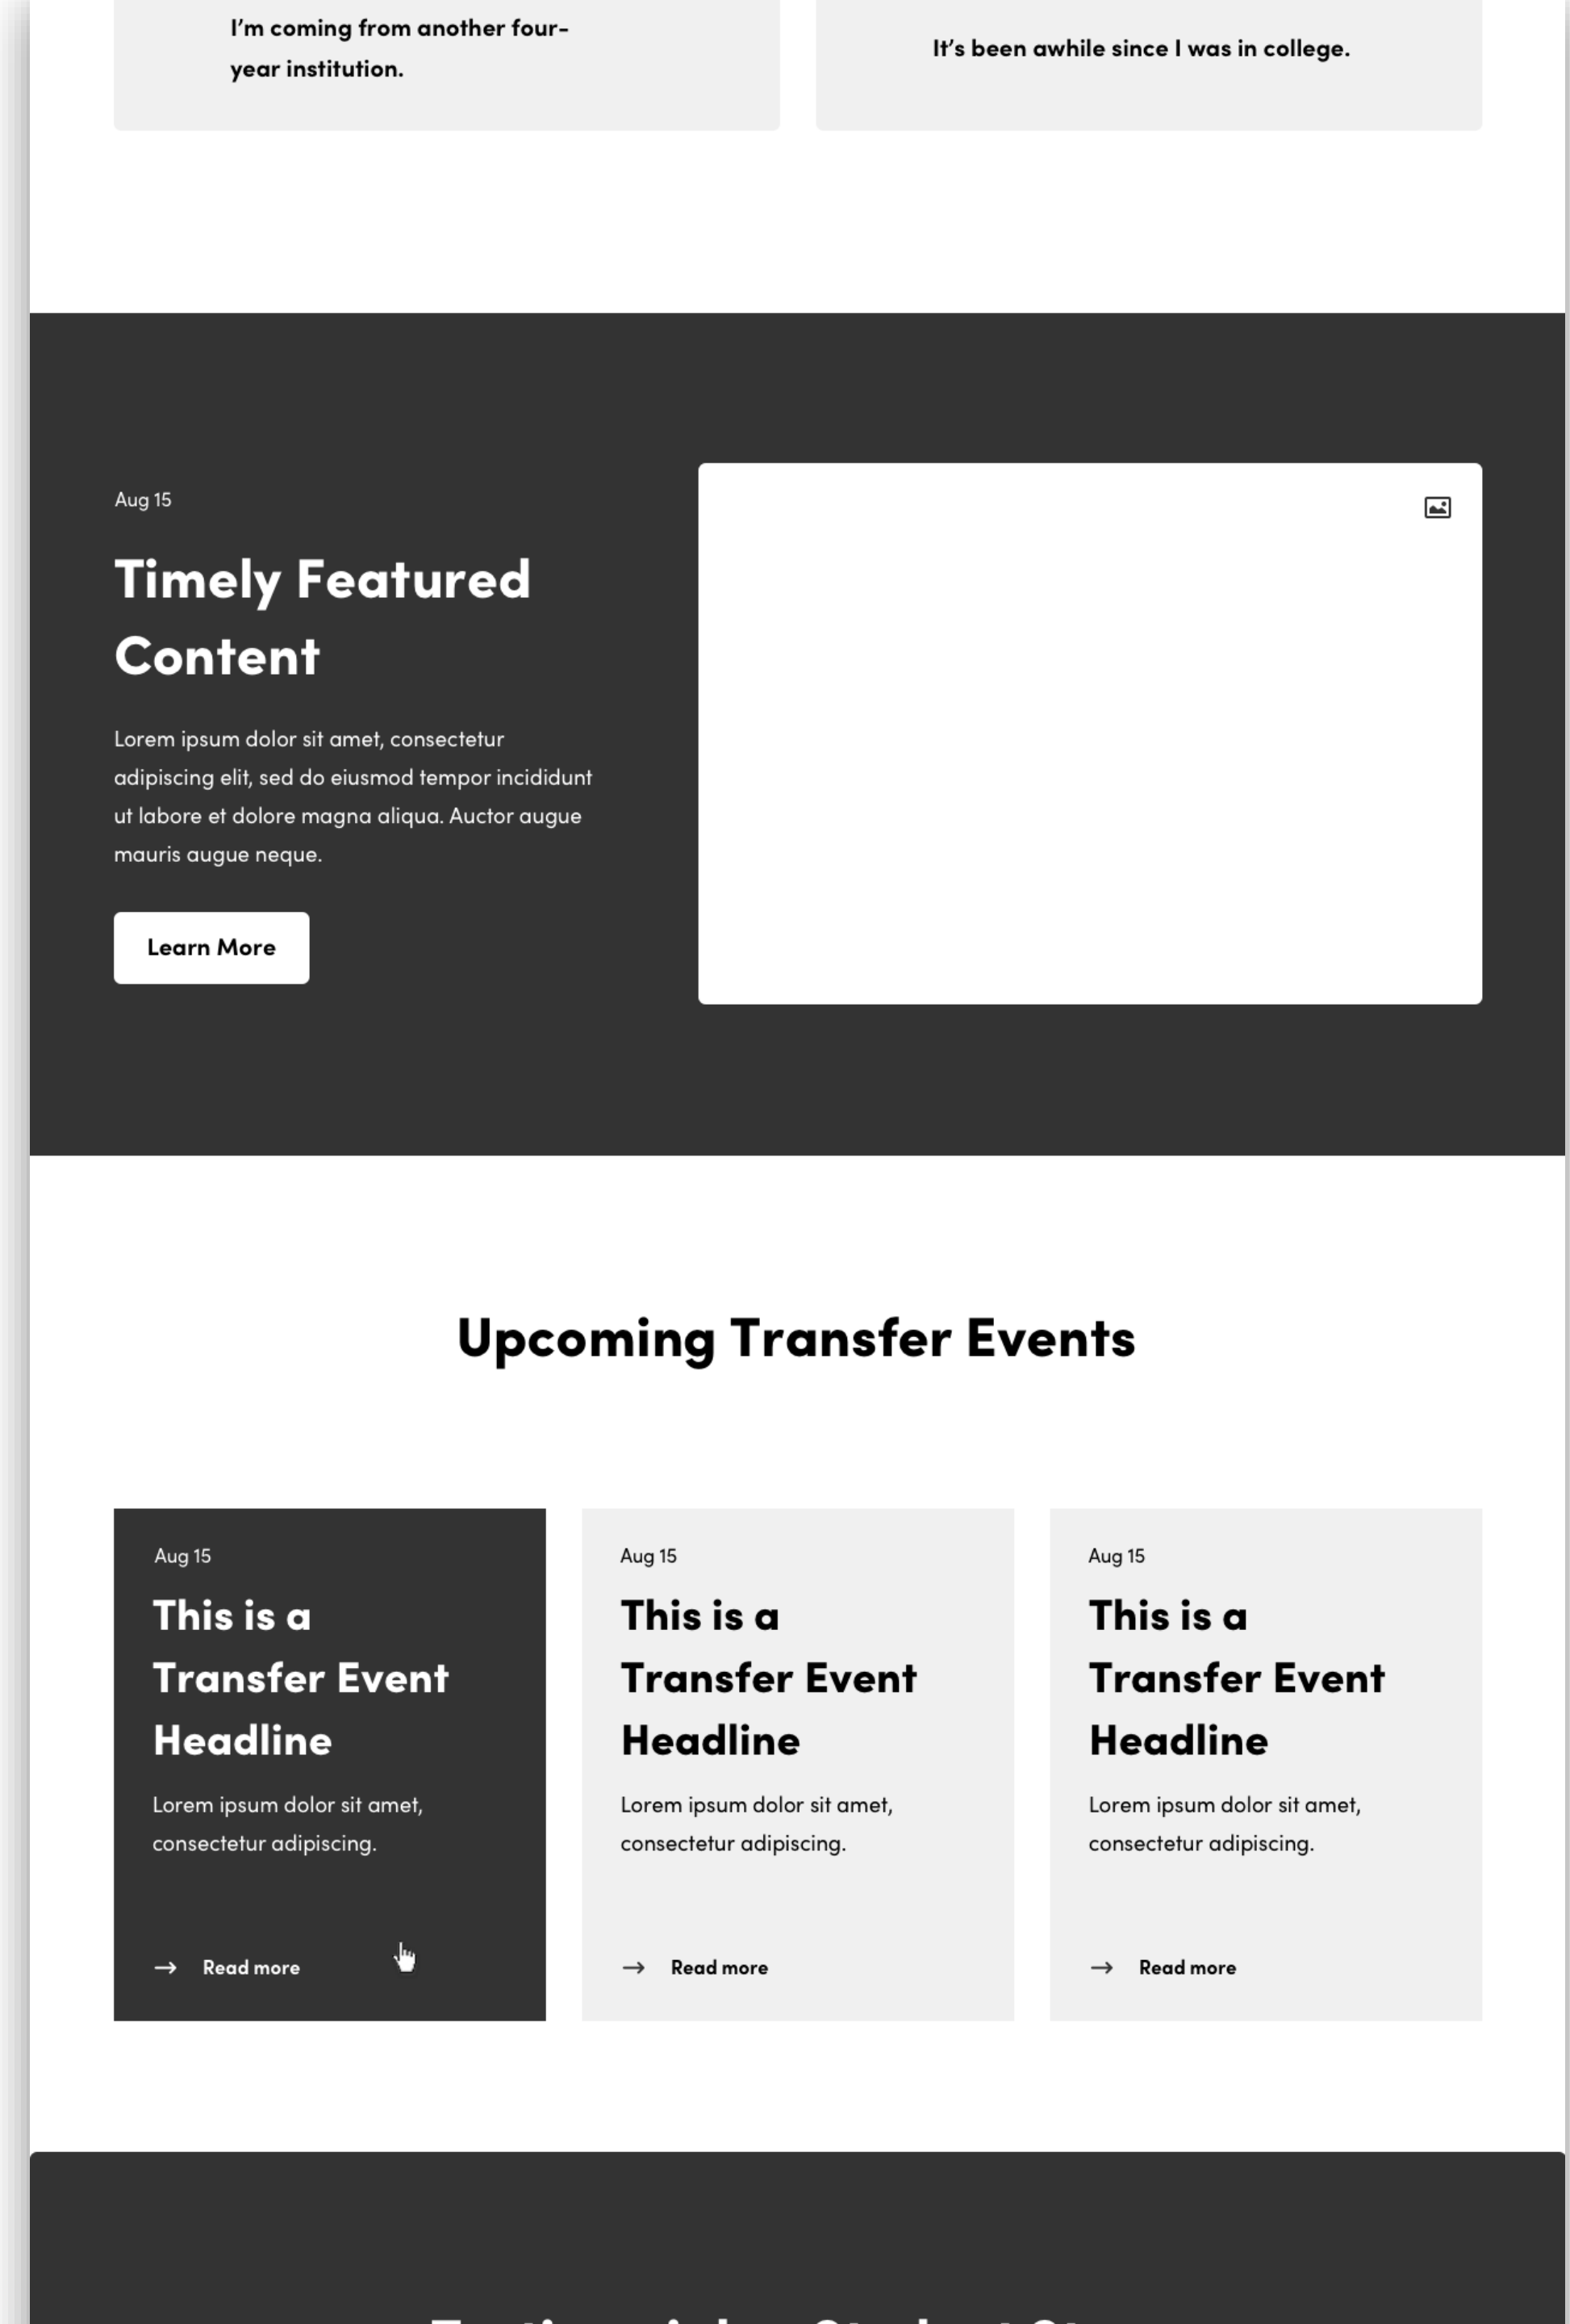 I’m coming from another four-
year institution.
It’s been awhile since I was in college.
Aug 15
Timely Featured
Content
Lorem ipsum dolor sit amet, consectetur
adipiscing elit, sed do eiusmod tempor incididunt
ut labore et dolore magna aliqua. Auctor augue
mauris augue neque.
Learn More
Upcoming Transfer Events
Aug 15
This is a
Transfer Event
Headline
Lorem ipsum dolor sit amet,
consectetur adipiscing.
Read more
Aug 15
This is a
Transfer Event
Headline
Lorem ipsum dolor sit amet,
consectetur adipiscing.
Read more
Aug 15
This is a
Transfer Event
Headline
Lorem ipsum dolor sit amet,
consectetur adipiscing.
Read more